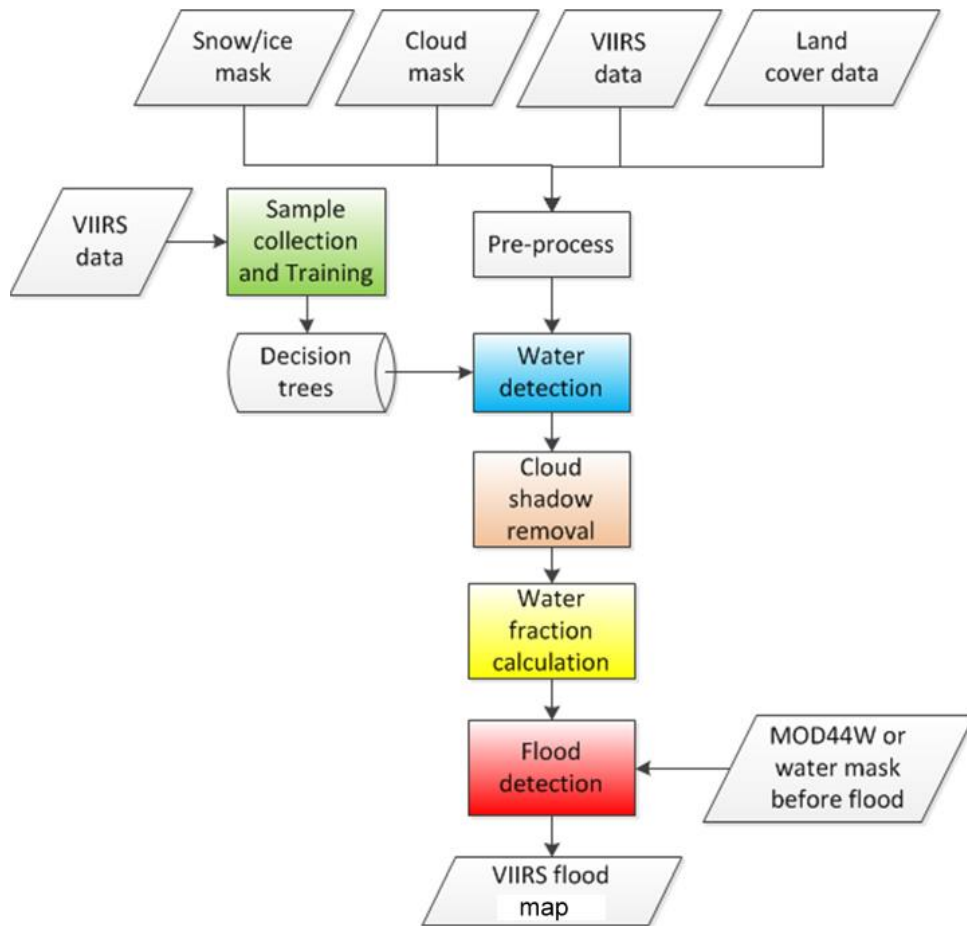 Snow/ice
mask
Cloud
mask
VIIRS
data
Land
cover data
VIIRS
data
Sample
collection
and Training
Pre-process
Decision
trees
Water
detection
Cloud
shadow
removal
Water
fraction
calculation
Flood
detection
MOD44W or
water mask
before flood
VIIRS flood
map